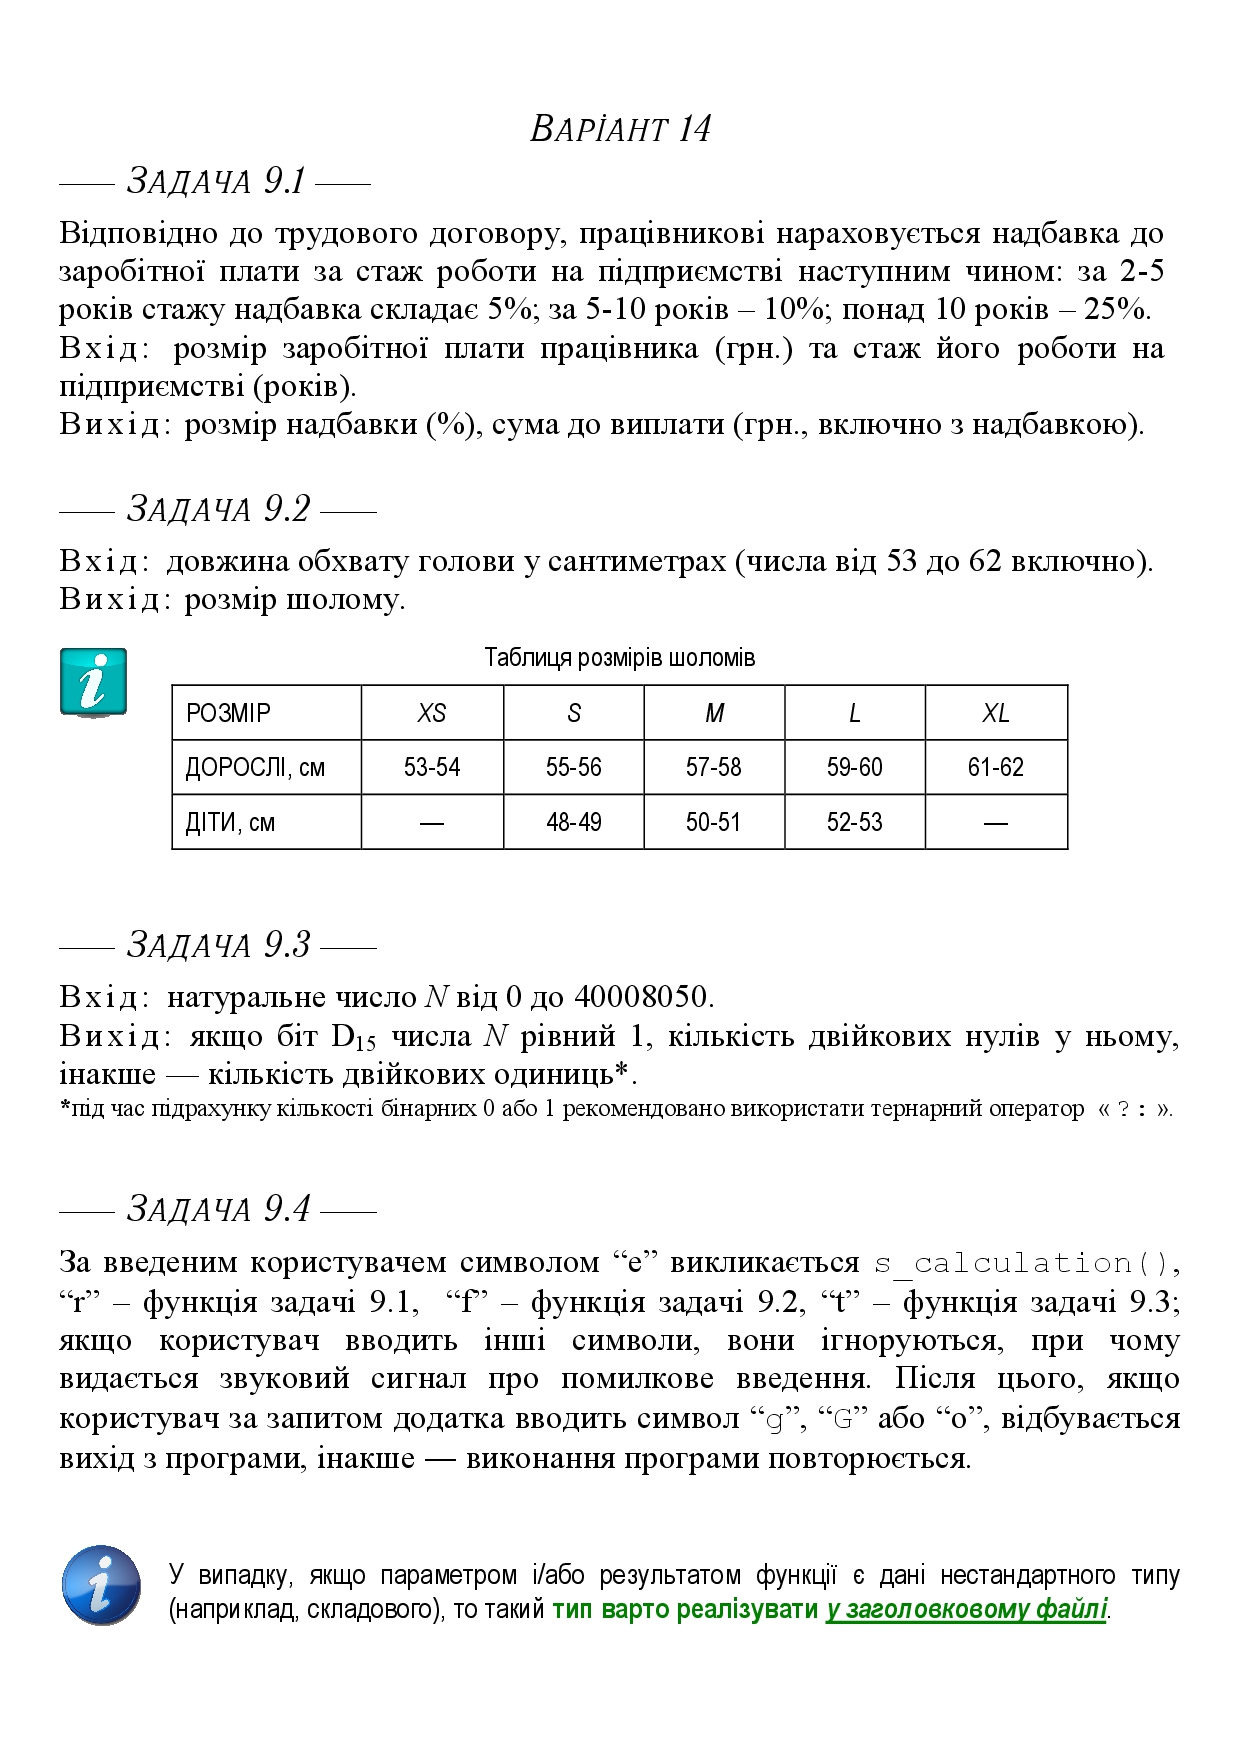 ВАРІАНТ 14
—— ЗАДАЧА 9.1 ——
Відповідно до трудового договору, працівникові нараховується надбавка до
заробітної плати за стаж роботи на підприємстві наступним чином: за 2-5
років стажу надбавка складає 5%; за 5-10 років – 10%; понад 10 років – 25%.
Вхід: розмір заробітної плати працівника (грн.) та стаж його роботи на
підприємстві (років).
Вихід: розмір надбавки (%), сума до виплати (грн., включно з надбавкою).
—— ЗАДАЧА 9.2 ——
Вхід: довжина обхвату голови у сантиметрах (числа від 53 до 62 включно).
Вихід: розмір шолому.
Таблиця розмірів шоломів
РОЗМІР XS S M L XL
ДОРОСЛІ, см 53-54 55-56 57-58 59-60 61-62
ДІТИ, см — 48-49 50-51 52-53 —
—— ЗАДАЧА 9.3 ——
Вхід: натуральне число N від 0 до 40008050.
Вихід: якщо біт D15 числа N рівний 1, кількість двійкових нулів у ньому,
інакше — кількість двійкових одиниць*.
*під час підрахунку кількості бінарних 0 або 1 рекомендовано використати тернарний оператор « ? : ».
—— ЗАДАЧА 9.4 ——
За введеним користувачем символом “е” викликається s_calculation(),
“r” – функція задачі 9.1, “f” – функція задачі 9.2, “t” – функція задачі 9.3;
якщо користувач вводить інші символи, вони ігноруються, при чому
видається звуковий сигнал про помилкове введення. Після цього, якщо
користувач за запитом додатка вводить символ “g”, “G” або “о”, відбувається
вихід з програми, інакше — виконання програми повторюється.
У випадку, якщо параметром і/або результатом функції є дані нестандартного типу
(наприклад, складового), то такий тип варто реалізувати у заголовковому файлі.